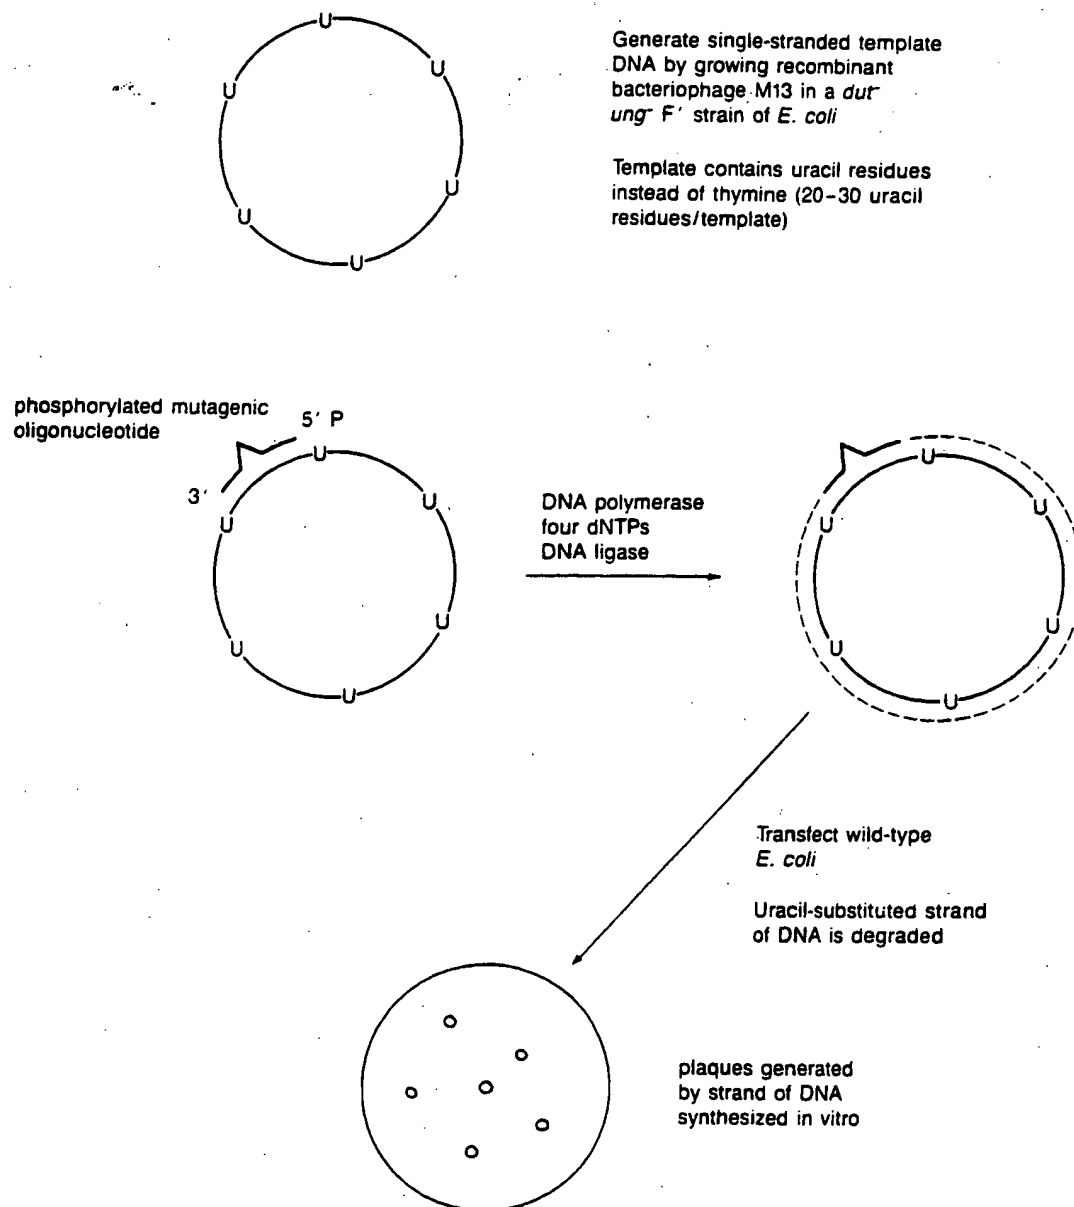 U
U
U
U
U
U
Generate single-stranded template
DNA by growing recombinant
bacteriophage M13 in a dut⁻
ung⁻ F′ strain of E. coli
Template contains uracil residues
instead of thymine (20–30 uracil
residues/template)
phosphorylated mutagenic
oligonucleotide
5′ P
3′
U
U
U
U
U
U
DNA polymerase
four dNTPs
DNA ligase
U
U
U
U
U
U
Transfect wild-type
E. coli
Uracil-substituted strand
of DNA is degraded
plaques generated
by strand of DNA
synthesized in vitro